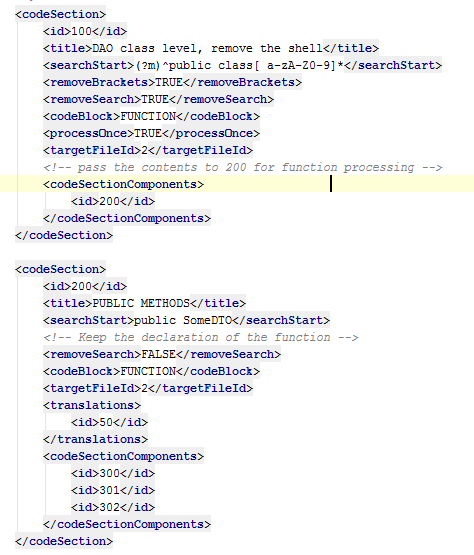 <codeSection>
<id>100</id>
<title>DAO class level, remove the shell</title>
<searchStart>(?m)^public class[ a-zA-Z0-9]*</searchStart>
<removeBrackets>TRUE</removeBrackets>
<removeSearch>TRUE</removeSearch>
<codeBlock>FUNCTION</codeBlock>
<processOnce>TRUE</processOnce>
<targetFileId>2</targetFileId>
<!-- pass the contents to 200 for function processing -->
<codeSectionComponents>
<id>200</id>
</codeSectionComponents>
</codeSection>
<codeSection>
<id>200</id>
<title>PUBLIC METHODS</title>
<searchStart>public SomeDTO</searchStart>
<!-- Keep the declaration of the function -->
<removeSearch>FALSE</removeSearch>
<codeBlock>FUNCTION</codeBlock>
<targetFileId>2</targetFileId>
<translations>
<id>50</id>
</translations>
<codeSectionComponents>
<id>300</id>
<id>301</id>
<id>302</id>
</codeSectionComponents>
</codeSection>